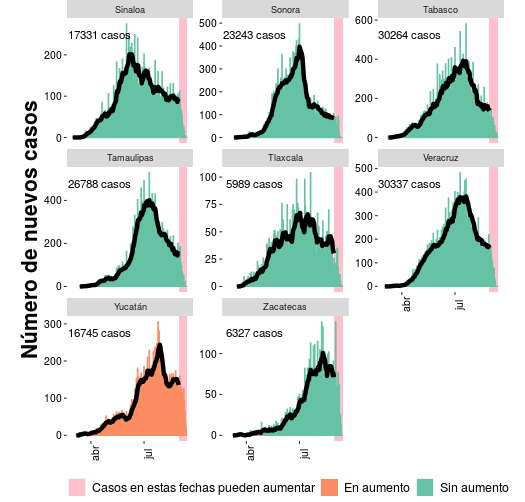 Sinaloa
17331 casos
200
100
0
Sonora
23243 casos
500
400
300
200
100
0
Tabasco
30264 casos
600
400
200
0
Número de nuevos casos
Tamaulipas
26788 casos
400
200
0
Tlaxcala
5989 casos
100
75
50
25
0
Veracruz
30337 casos
500
400
300
200
100
0
abr
jul
Yucatán
16745 casos
300
200
100
0
abr
jul
Zacatecas
6327 casos
100
50
0
abr
jul
Casos en estas fechas pueden aumentar
En aumento
Sin aumento